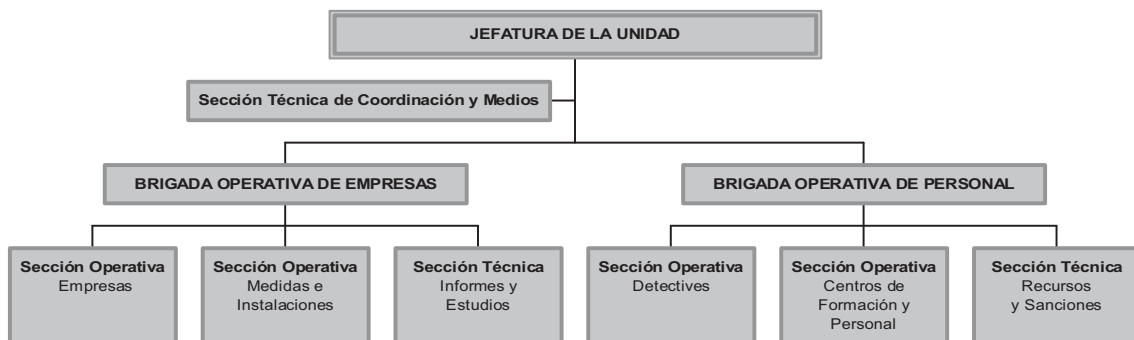 JEFATURA DE LA UNIDAD
Sección Técnica de Coordinación y Medios
BRIGADA OPERATIVA DE EMPRESAS
BRIGADA OPERATIVA DE PERSONAL
Sección Operativa
Empresas
Sección Operativa
Medidas e
Instalaciones
Sección Técnica
Informes y
Estudios
Sección Operativa
Detectives
Sección Operativa
Centros de
Formación y
Personal
Sección Técnica
Recursos
y Sanciones